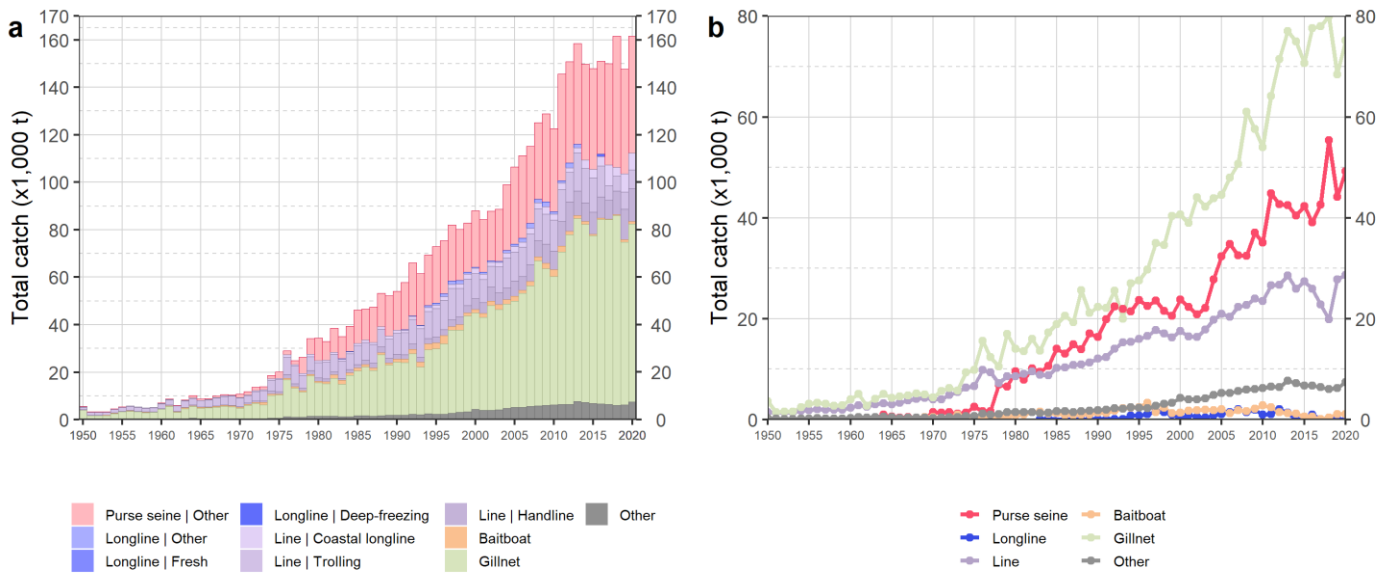 a
Total catch (x1,000 t)
170
160
140
120
100
80
60
40
20
0
170
160
140
120
100
80
60
40
20
0
1950 1955 1960 1965 1970 1975 1980 1985 1990 1995 2000 2005 2010 2015 2020
Purse seine | Other
Longline | Other
Longline | Fresh
Longline | Deep-freezing
Line | Coastal longline
Line | Trolling
Line | Handline
Baitboat
Gillnet
Other
b
Total catch (x1,000 t)
80
60
40
20
0
80
60
40
20
0
1950 1955 1960 1965 1970 1975 1980 1985 1990 1995 2000 2005 2010 2015 2020
Purse seine
Longline
Line
Baitboat
Gillnet
Other